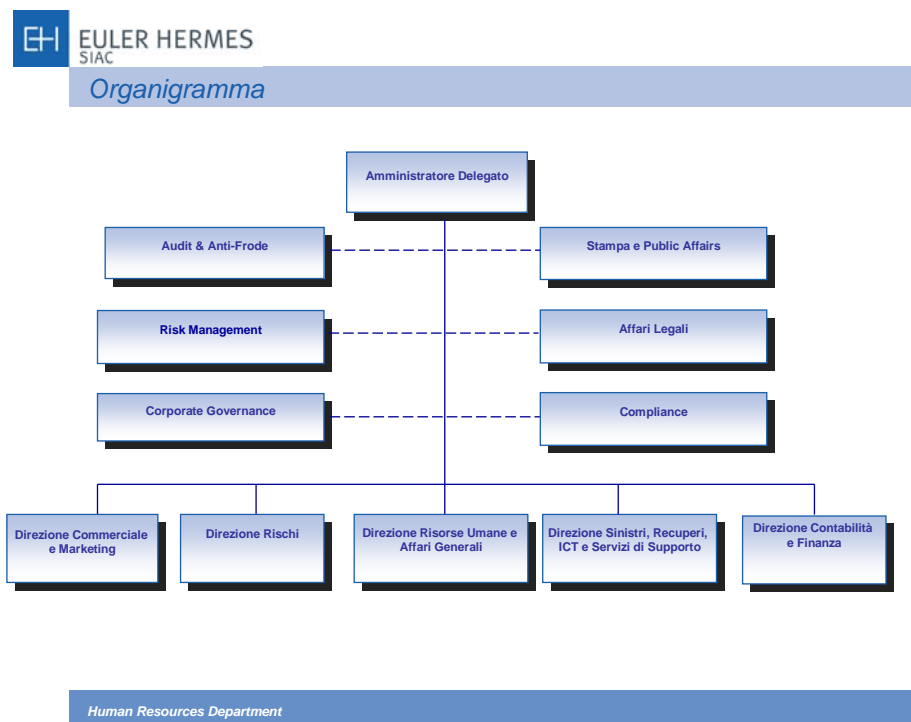 EH EULER HERMES
SIAC
Organigramma
Amministratore Delegato
Audit & Anti-Frode
Stampa e Public Affairs
Risk Management
Affari Legali
Corporate Governance
Compliance
Direzione Commerciale
e Marketing
Direzione Rischi
Direzione Risorse Umane e
Affari Generali
Direzione Sinistri, Recuperi,
ICT e Servizi di Supporto
Direzione Contabilità
e Finanza
Human Resources Department